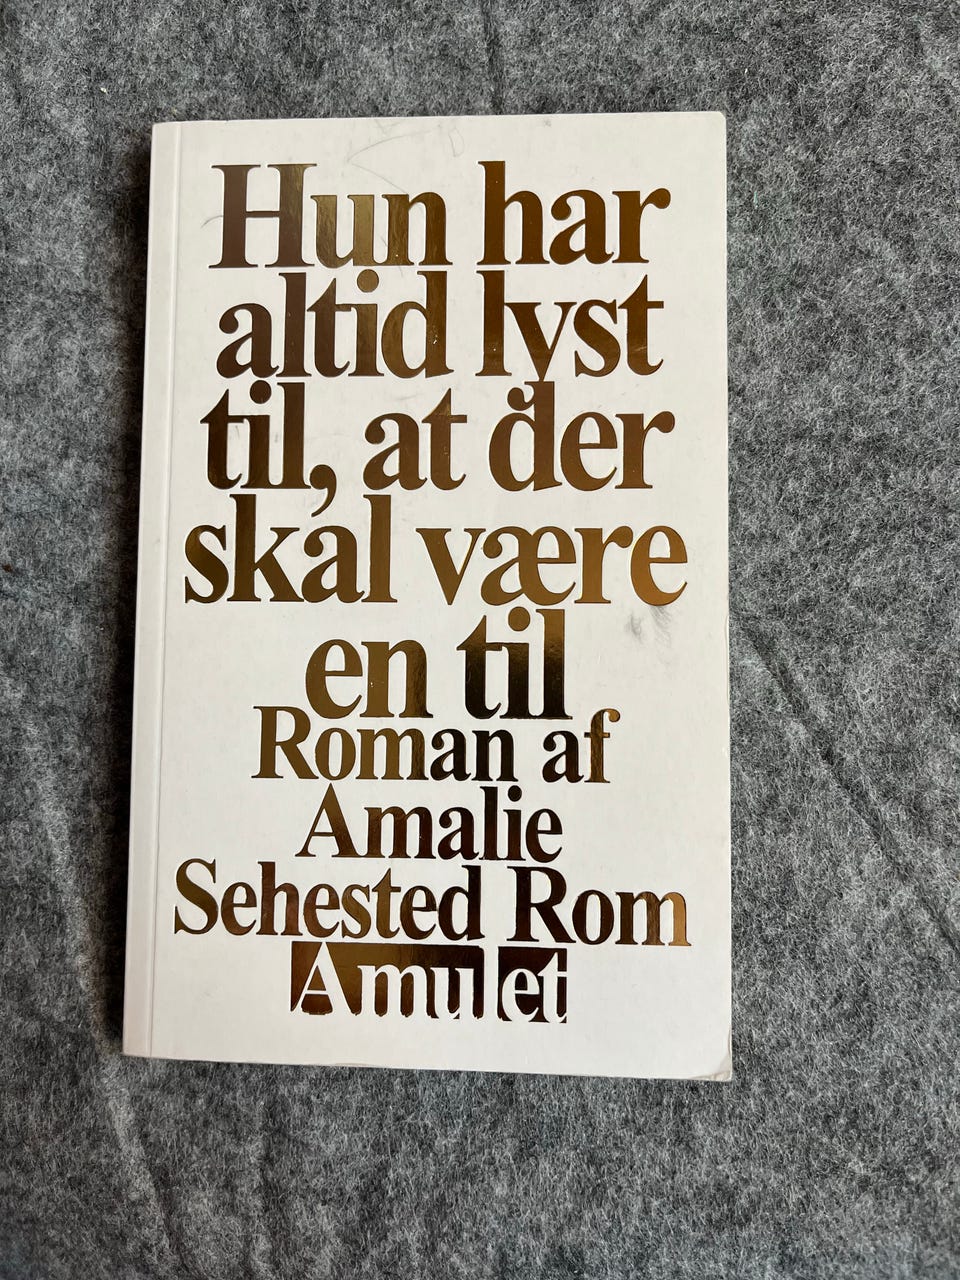 Hun har
altid lyst
til, at der
skal være
en til
Roman af
Amalie
Sehested Rom
Amulet